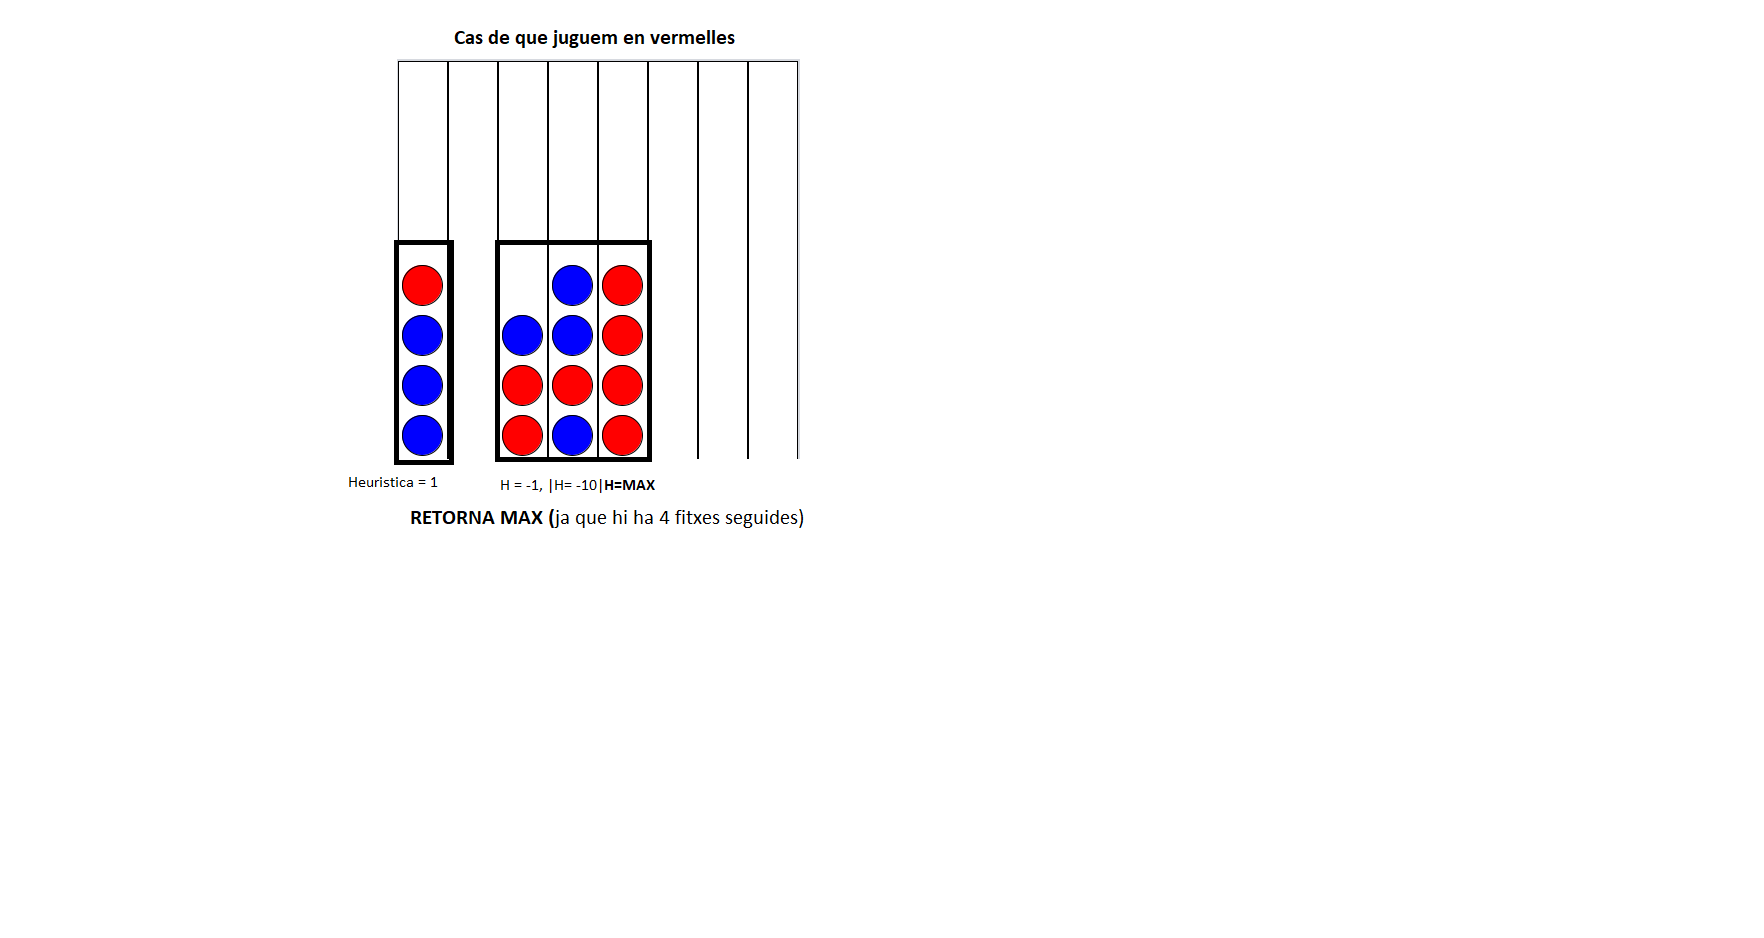 Cas de que juguem en vermelles
Heuristica = 1
H = -1, |H= -10|H=MAX
RETORNA MAX (ja que hi ha 4 fitxes seguides)